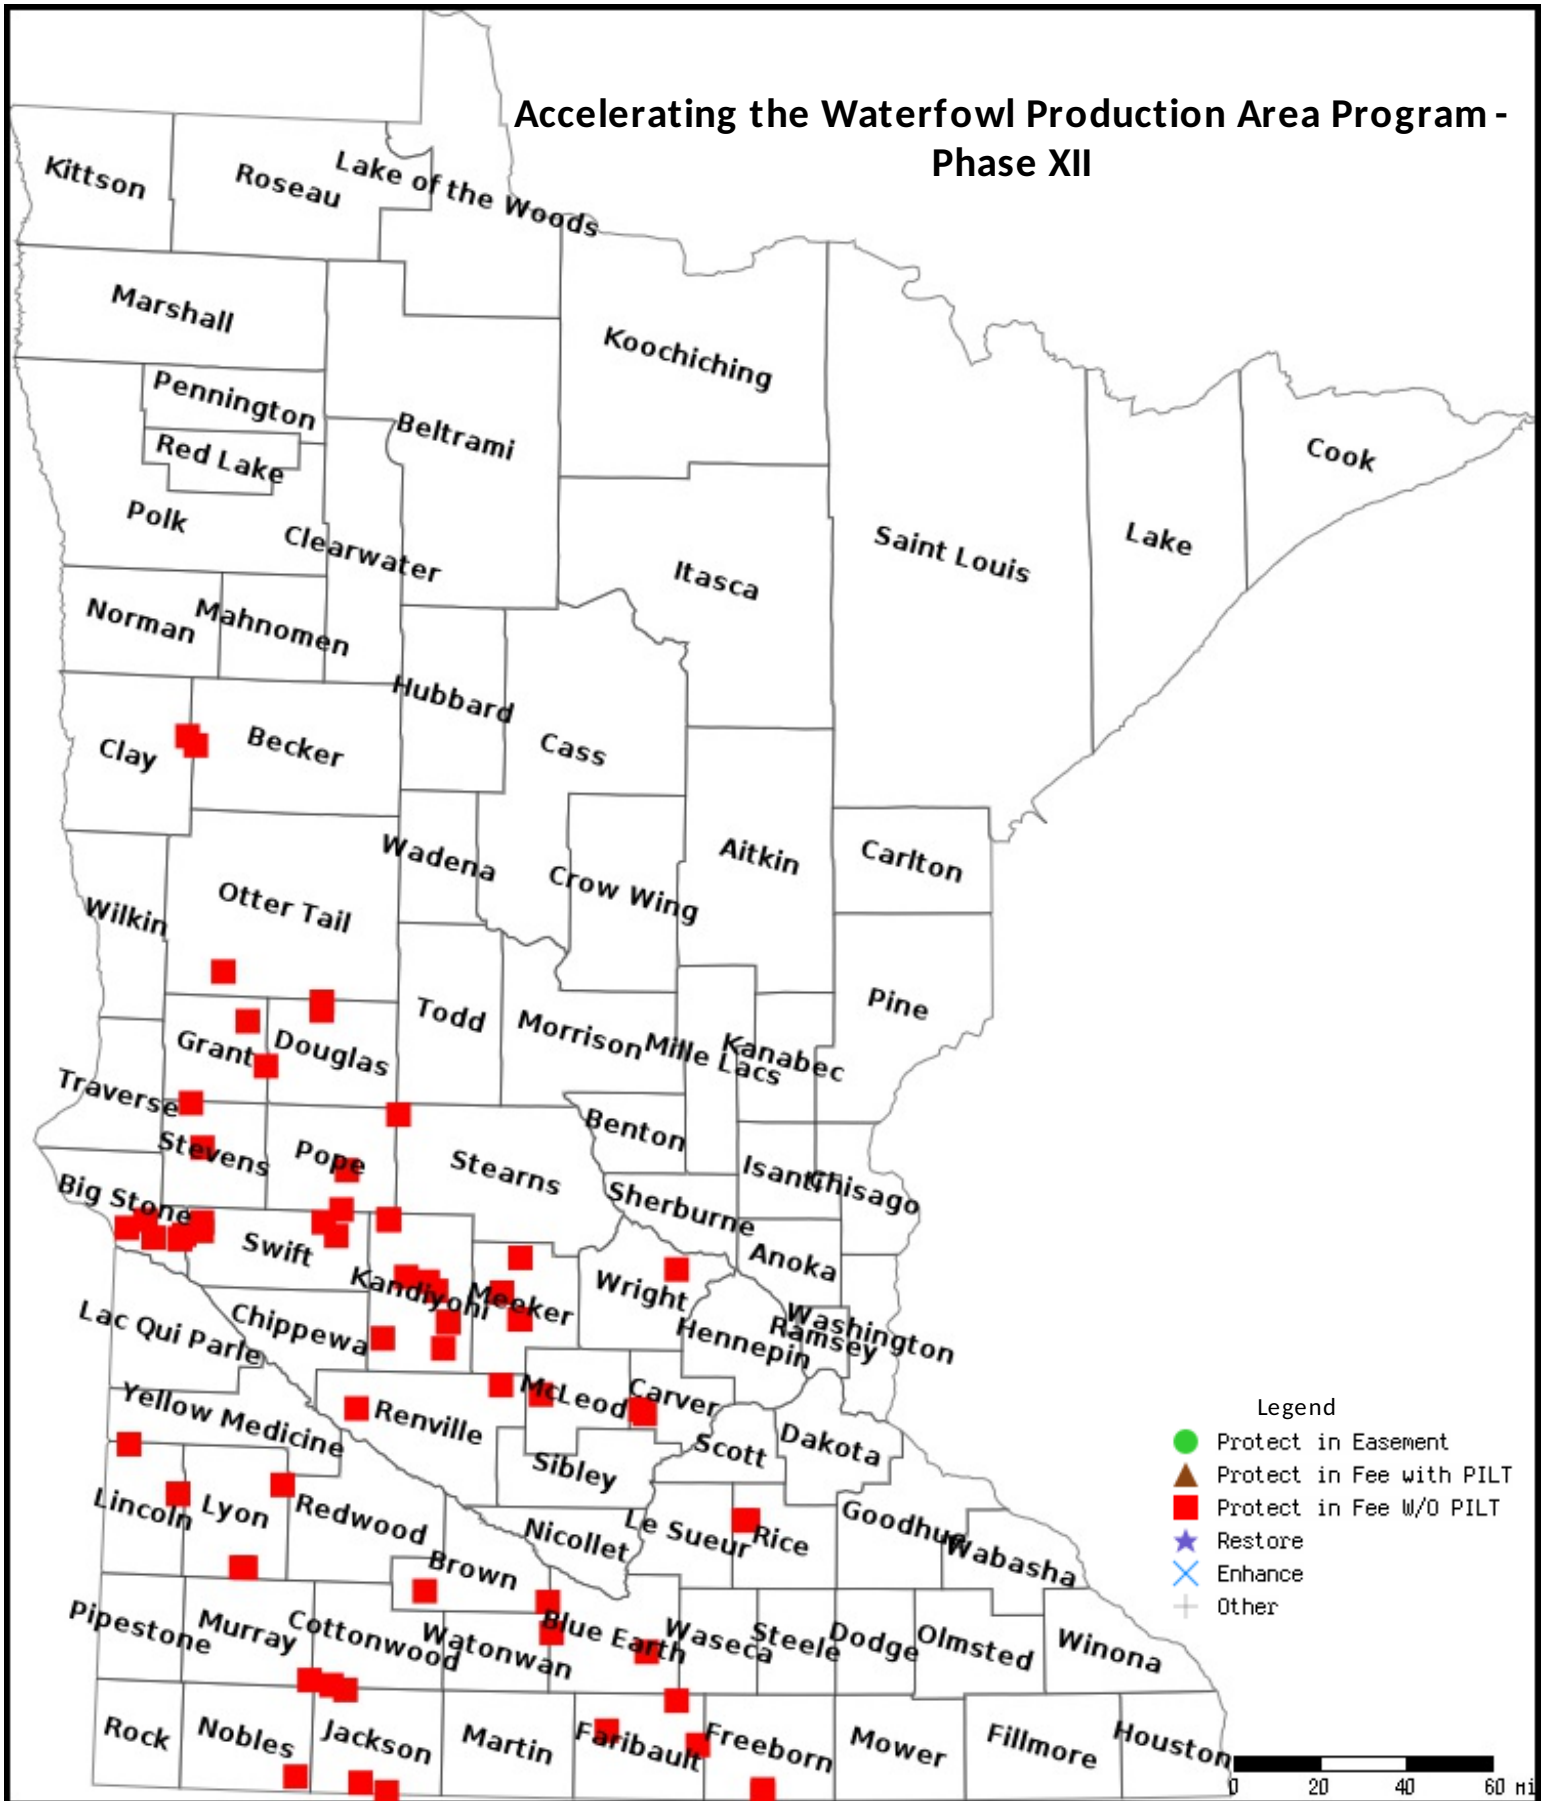 Accelerating the Waterfowl Production Area Program -
Phase XII
Kittson
Roseau
Lake of the Woods
Marshall
Koochiching
Pennington
Beltrami
Red Lake
Cook
Polk
Clearwater
Saint Louis
Lake
Itasca
Norman
Mahnomen
Hubbard
Clay
Becker
Cass
Wadena
Aitkin
Carlton
Otter Tail
Crow Wing
Wilkin
Todd
Pine
Morrison
Mille Lacs
Kanabec
Grant
Douglas
Traverse
Benton
Stevens
Pope
Stearns
Isanti
Chisago
Big Stone
Sherburne
Swift
Anoka
Kandiyohi
Meeker
Wright
Lac Qui Parle
Chippewa
Hennepin
Ramsey
Washington
McLeod
Carver
Yellow Medicine
Renville
Scott
Dakota
Sibley
Lincoln
Lyon
Redwood
Nicollet
Le Sueur
Rice
Goodhue
Wabasha
Brown
Pipestone
Murray
Cottonwood
Watonwan
Blue Earth
Waseca
Steele
Dodge
Olmsted
Winona
Rock
Nobles
Jackson
Martin
Faribault
Freeborn
Mower
Fillmore
Houston
Legend
Protect in Easement
Protect in Fee with PILT
Protect in Fee W/O PILT
Restore
Enhance
Other
0 20 40 60 mi